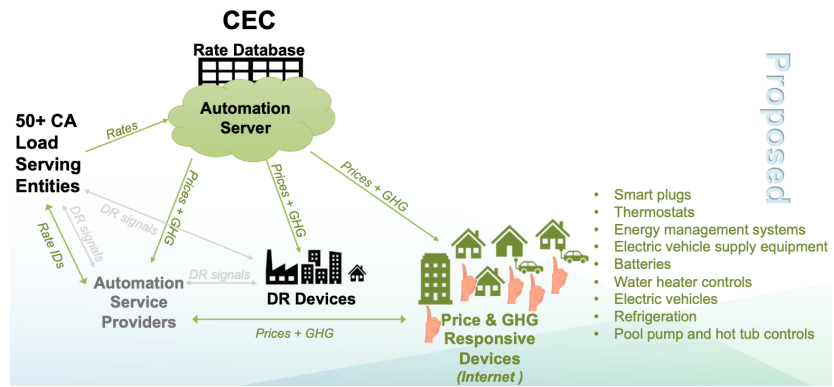 CEC
Rate Database
Automation
Server
50+ CA
Load
Serving
Entities
Rates
Prices + GHG
Prices + GHG
Prices + GHG
DR signals
DR signals
Rate IDs
DR signals
Automation
Service
Providers
DR Devices
Prices + GHG
Price & GHG
Responsive
Devices
(Internet )
• Smart plugs
• Thermostats
• Energy management systems
• Electric vehicle supply equipment
• Batteries
• Water heater controls
• Electric vehicles
• Refrigeration
• Pool pump and hot tub controls
Proposed